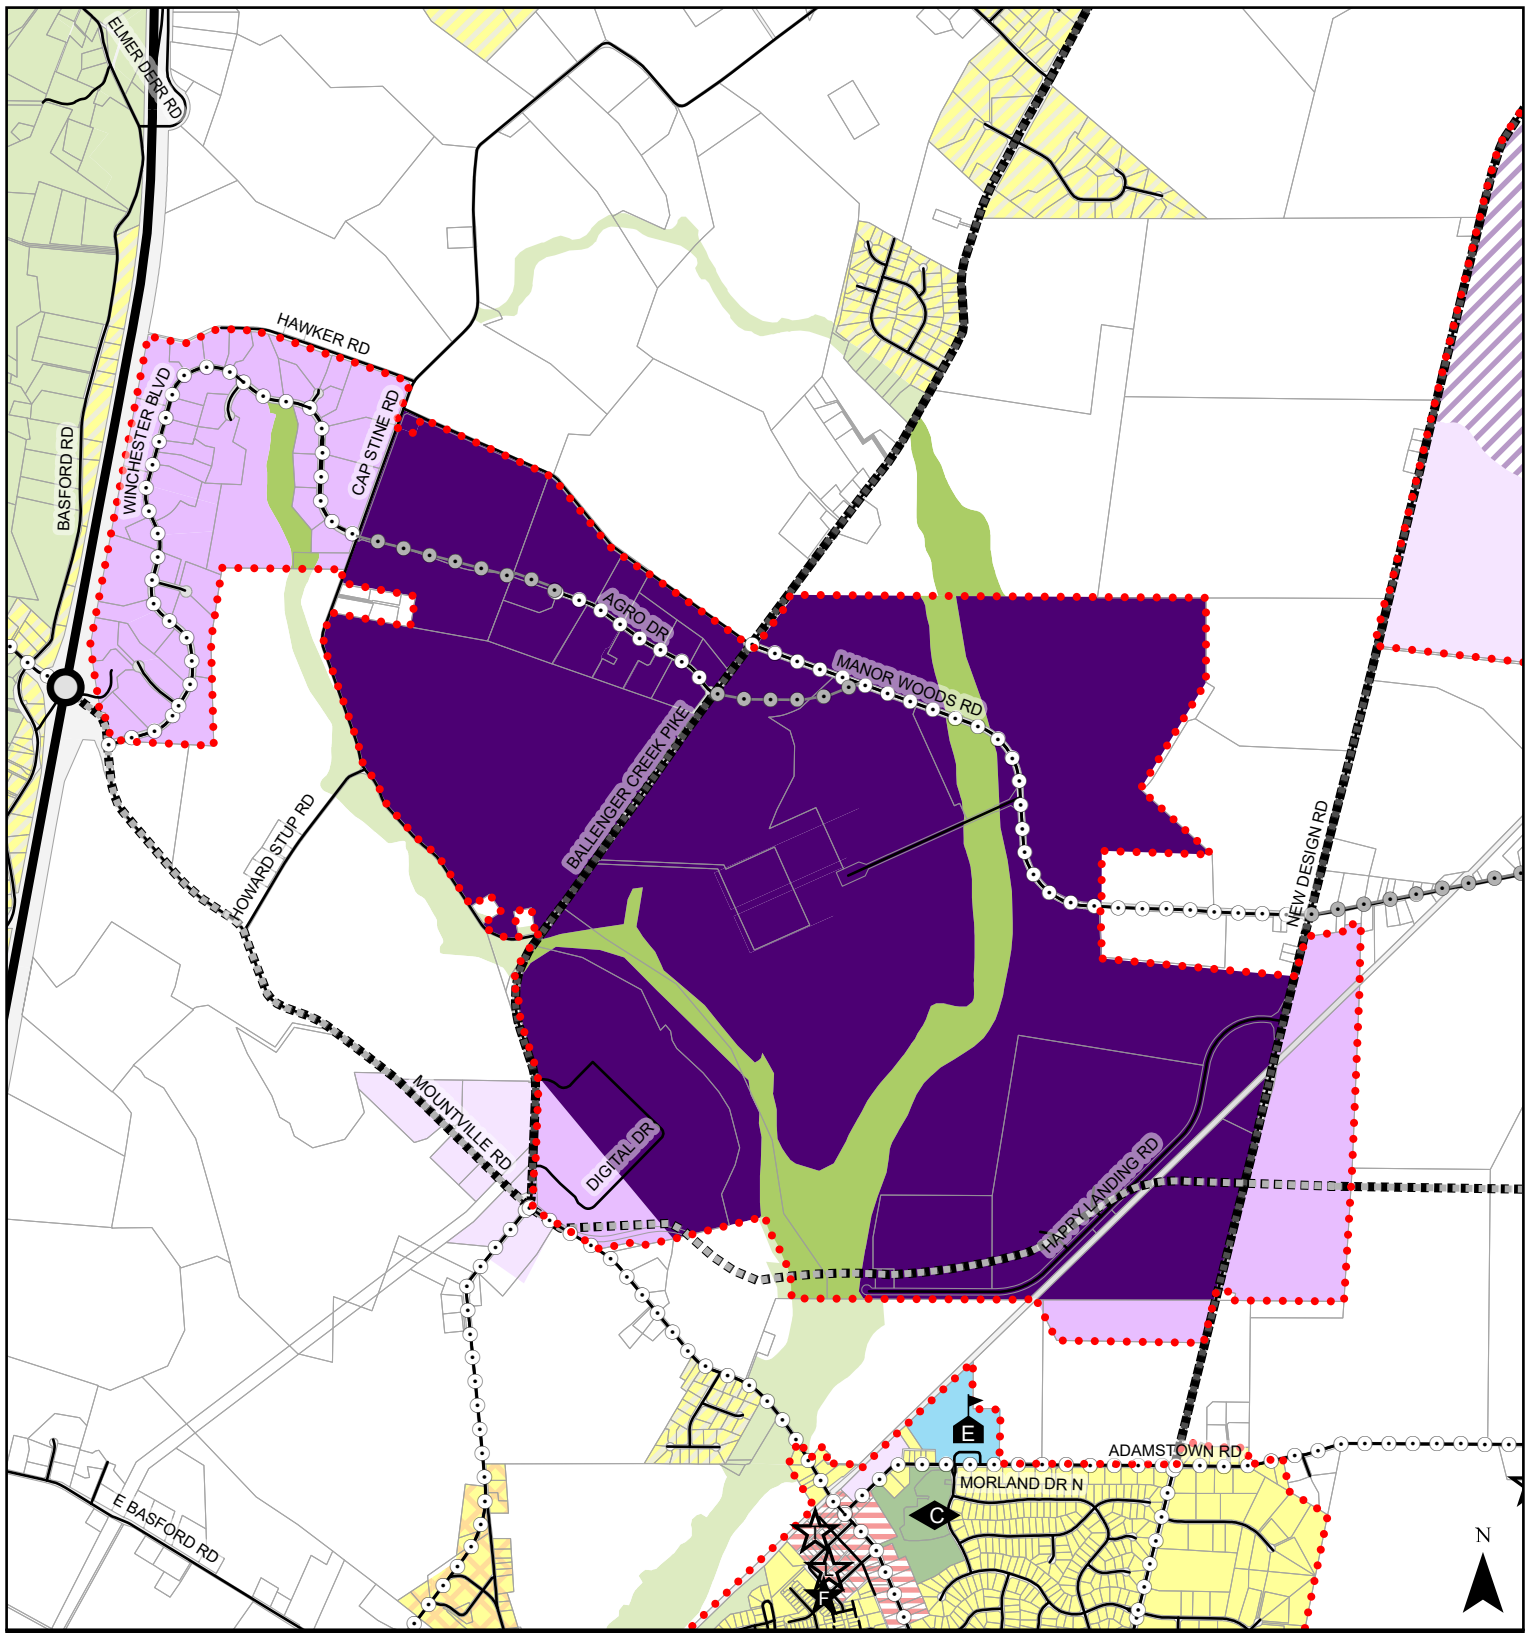 ELMER DERR RD
HAWKER RD
WINCHESTER BLVD
CAP STINE RD
BASFORD RD
AGRO DR
MANOR WOODS RD
BALLENGER CREEK PIKE
HOWARD STUP RD
NEW DESIGN RD
MOUNTVILLE RD
DIGITAL DR
HAPPY LANDING RD
E
ADAMSTOWN RD
MORLAND DR N
C
E BASFORD RD
F
N